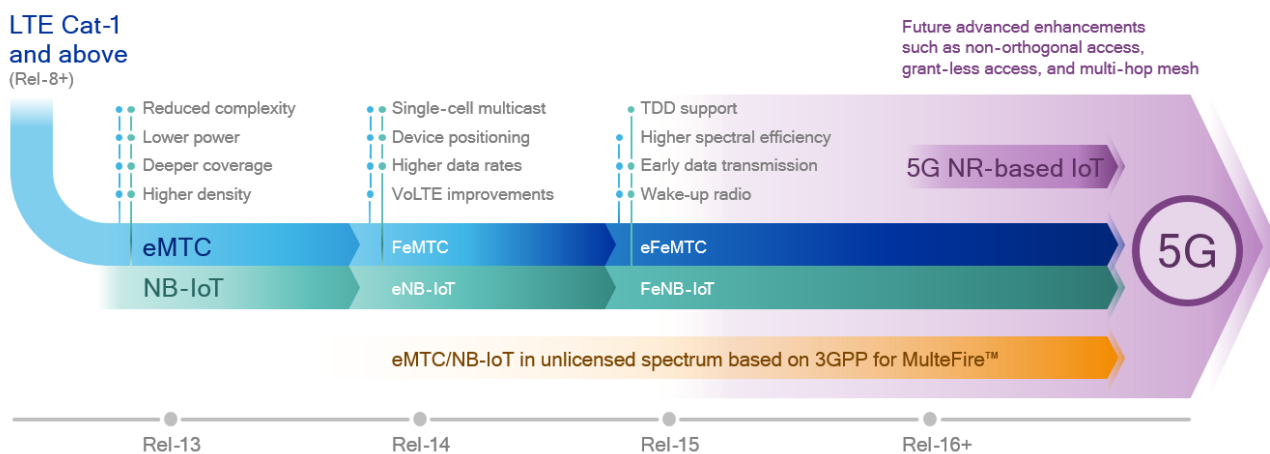 LTE Cat-1
and above
(Rel-8+)
Future advanced enhancements
such as non-orthogonal access,
grant-less access, and multi-hop mesh
Reduced complexity
Lower power
Deeper coverage
Higher density
Single-cell multicast
Device positioning
Higher data rates
VoLTE improvements
TDD support
Higher spectral efficiency
Early data transmission
Wake-up radio
5G NR-based IoT
eMTC
FeMTC
eFeMTC
5G
NB-IoT
eNB-IoT
FeNB-IoT
eMTC/NB-IoT in unlicensed spectrum based on 3GPP for MulteFire™
Rel-13
Rel-14
Rel-15
Rel-16+